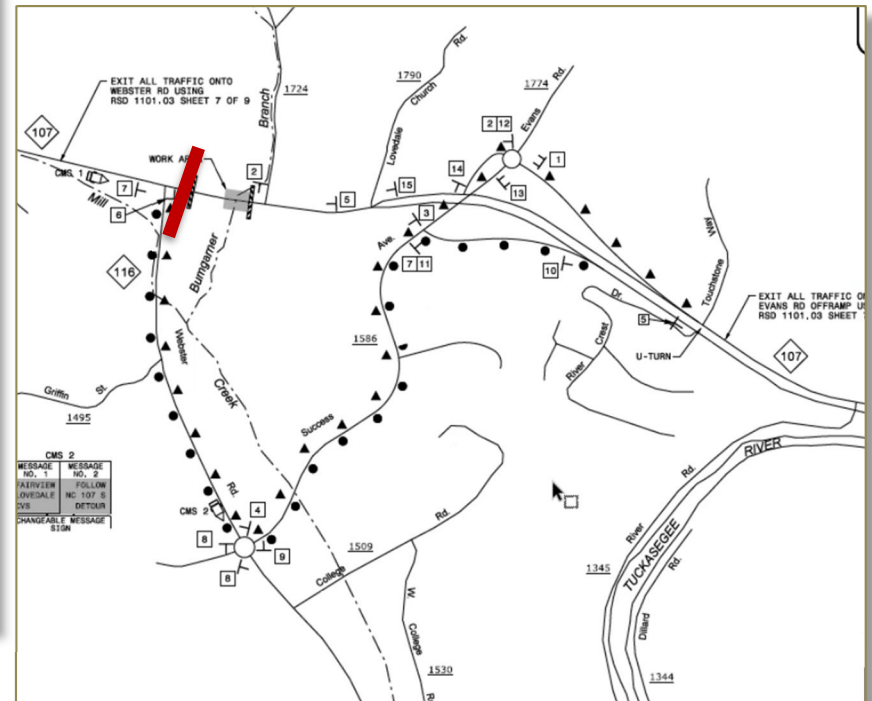 EXIT ALL TRAFFIC ONTO
WEBSTER RD USING
RSD 1101.03 SHEET 7 OF 9
1724
1790
Lovedale Church Rd.
1774
Evans Rd.
Branch
107
WORK
CMS 1
7
Mill
6
2
5
15
14
2 12
1
13
3
Ave.
7 11
10
Bumgarner
116
Webster
Creek
1586
Success
Griffin St.
1495
Dr.
Crest
River
5
U-TURN
Touchstone Way
EXIT ALL TRAFFIC
EVANS RD OFFRAMP
RSD 1101.03 SHEET
107
CMS 2
MESSAGE NO. 1
MESSAGE NO. 2
FAIRVIEW
FOLLOW
LOVEDALE
NC 107 S
CVS
DETOUR
CHANGEABLE MESSAGE
SIGN
CMS 2
Rd.
4
8
9
8
1509
College Rd.
W. College
1530
RIVER
River Rd.
TUCKASEGEE
1345
Dillard Rd.
1344